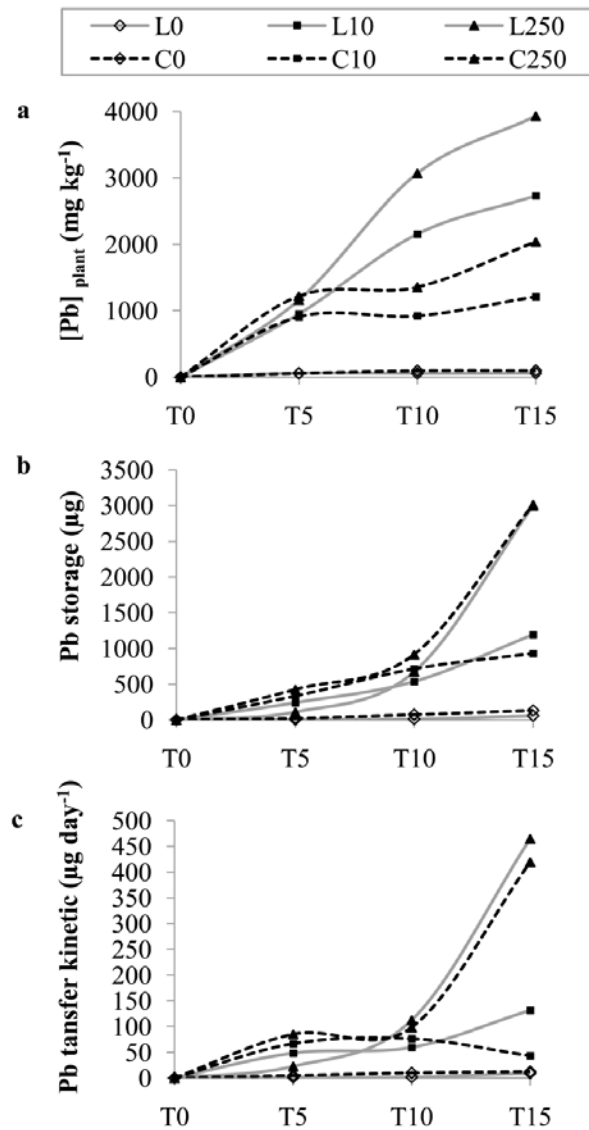 L0 L10 L250
C0 C10 C250
a
[Pb] plant (mg kg⁻¹)
4000
3000
2000
1000
0
T0 T5 T10 T15
b
Pb storage (µg)
3500
3000
2500
2000
1500
1000
500
0
T0 T5 T10 T15
c
Pb tansfer kinetic (µg day⁻¹)
500
450
400
350
300
250
200
150
100
50
0
T0 T5 T10 T15